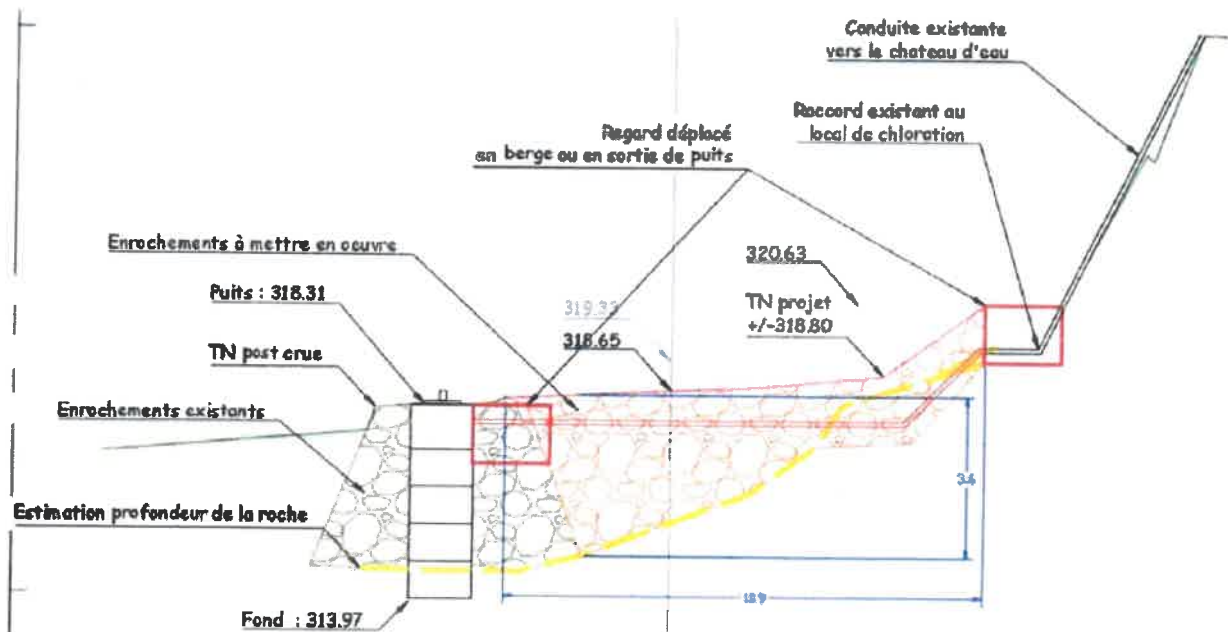 Conduite existante
vers le chateau d'eau
Raccord existant au
local de chloration
Regard déplacé
en berge ou en sortie de puits
Enrochements à mettre en oeuvre
320.63
Puits : 318.31
319.33
TN projet
+/-318.80
318.65
TN post crue
Enrochements existants
3.6
Estimation profondeur de la roche
Fond : 313.97